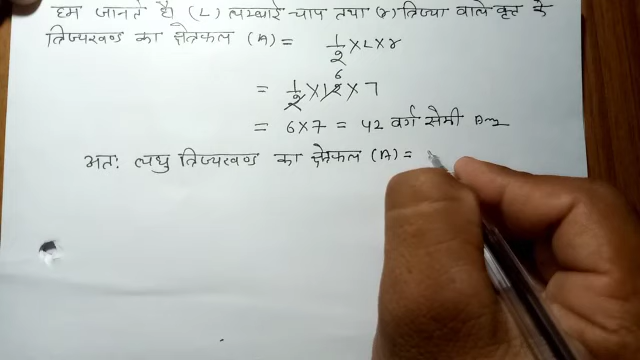 हम जानते है (L) लम्बाई चाप तथा (r) त्रिज्या वाले वृत के
त्रिज्यखण्ड का क्षेत्रफल (A) = 1/2 × L × r
= 1/2 × 12 6 × 7
= 6 × 7 = 42 वर्ग सेमी Ans
अतः लघु त्रिज्यखण्ड का क्षेत्रफल (A) =